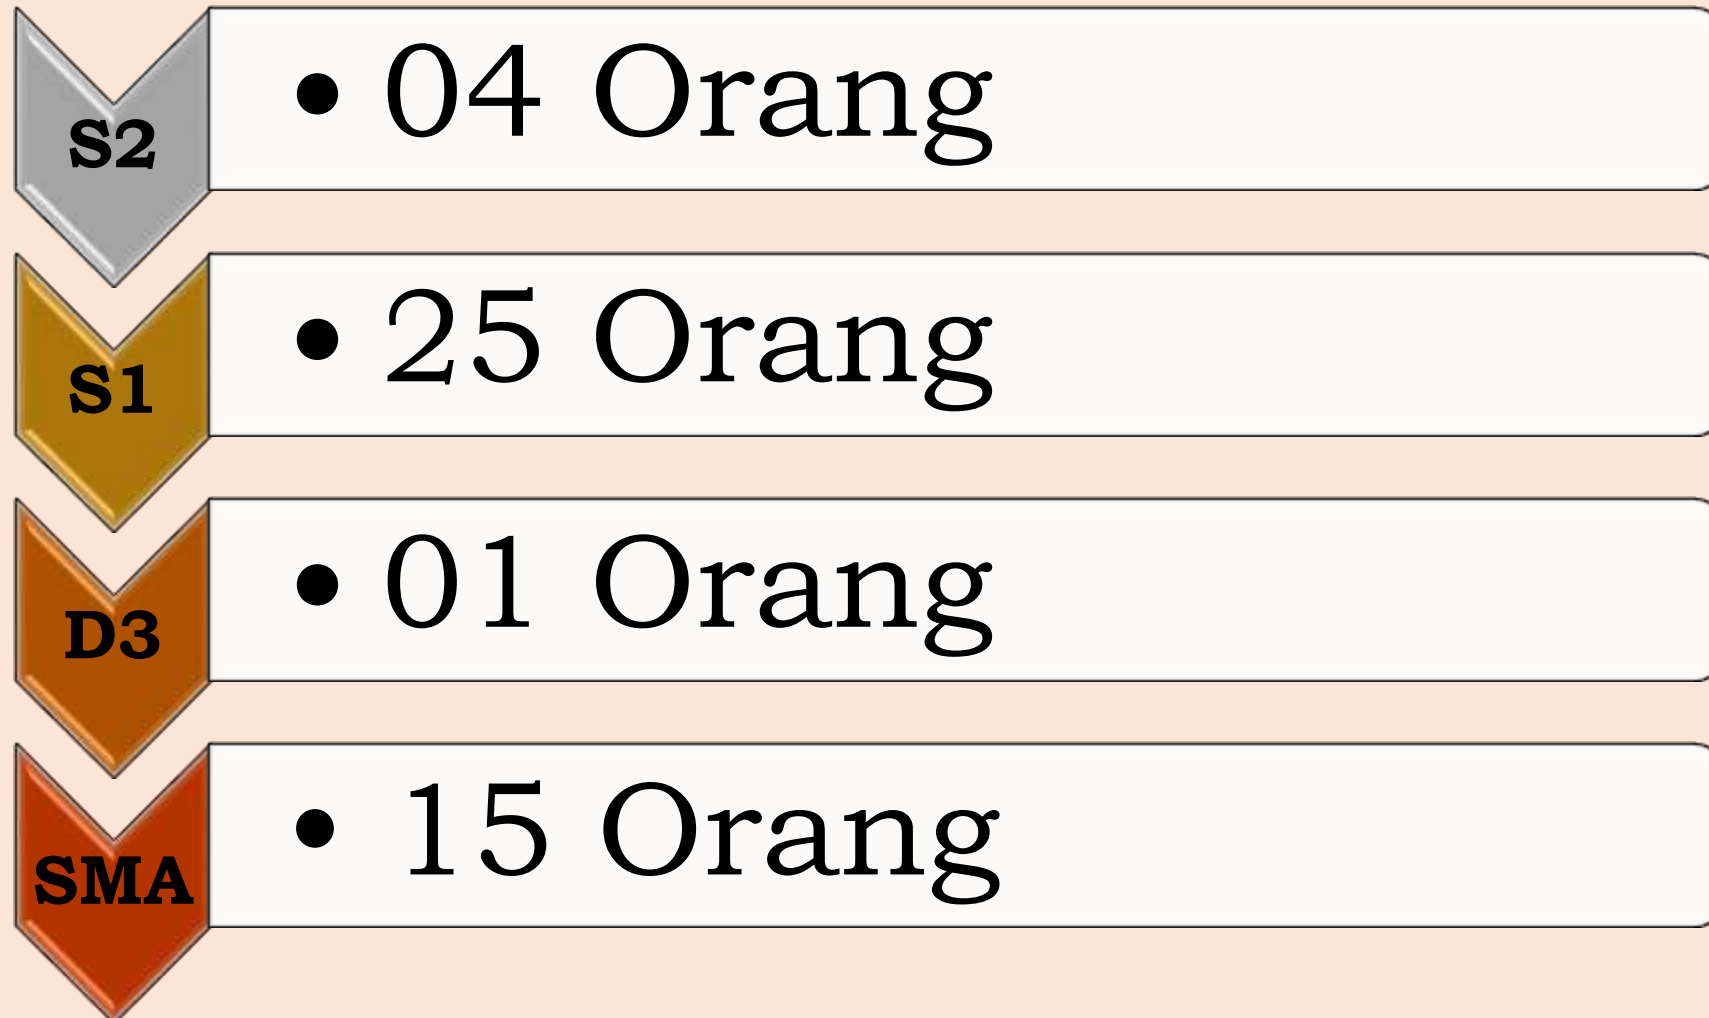 S2
• 04 Orang
S1
• 25 Orang
D3
• 01 Orang
SMA
• 15 Orang